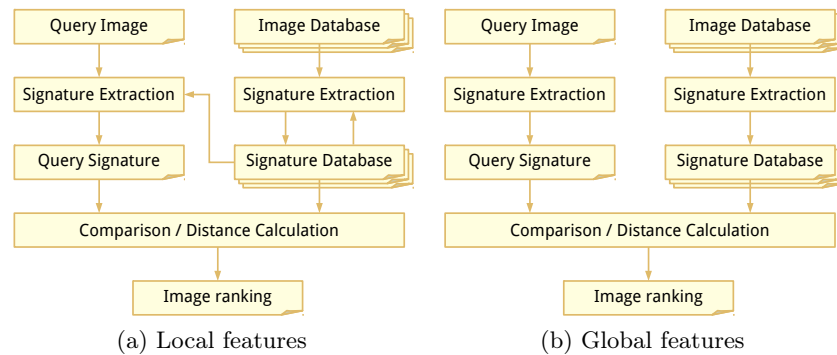 Query Image
Image Database
Signature Extraction
Signature Extraction
Query Signature
Signature Database
Comparison / Distance Calculation
Image ranking
(a) Local features
Query Image
Image Database
Signature Extraction
Signature Extraction
Query Signature
Signature Database
Comparison / Distance Calculation
Image ranking
(b) Global features